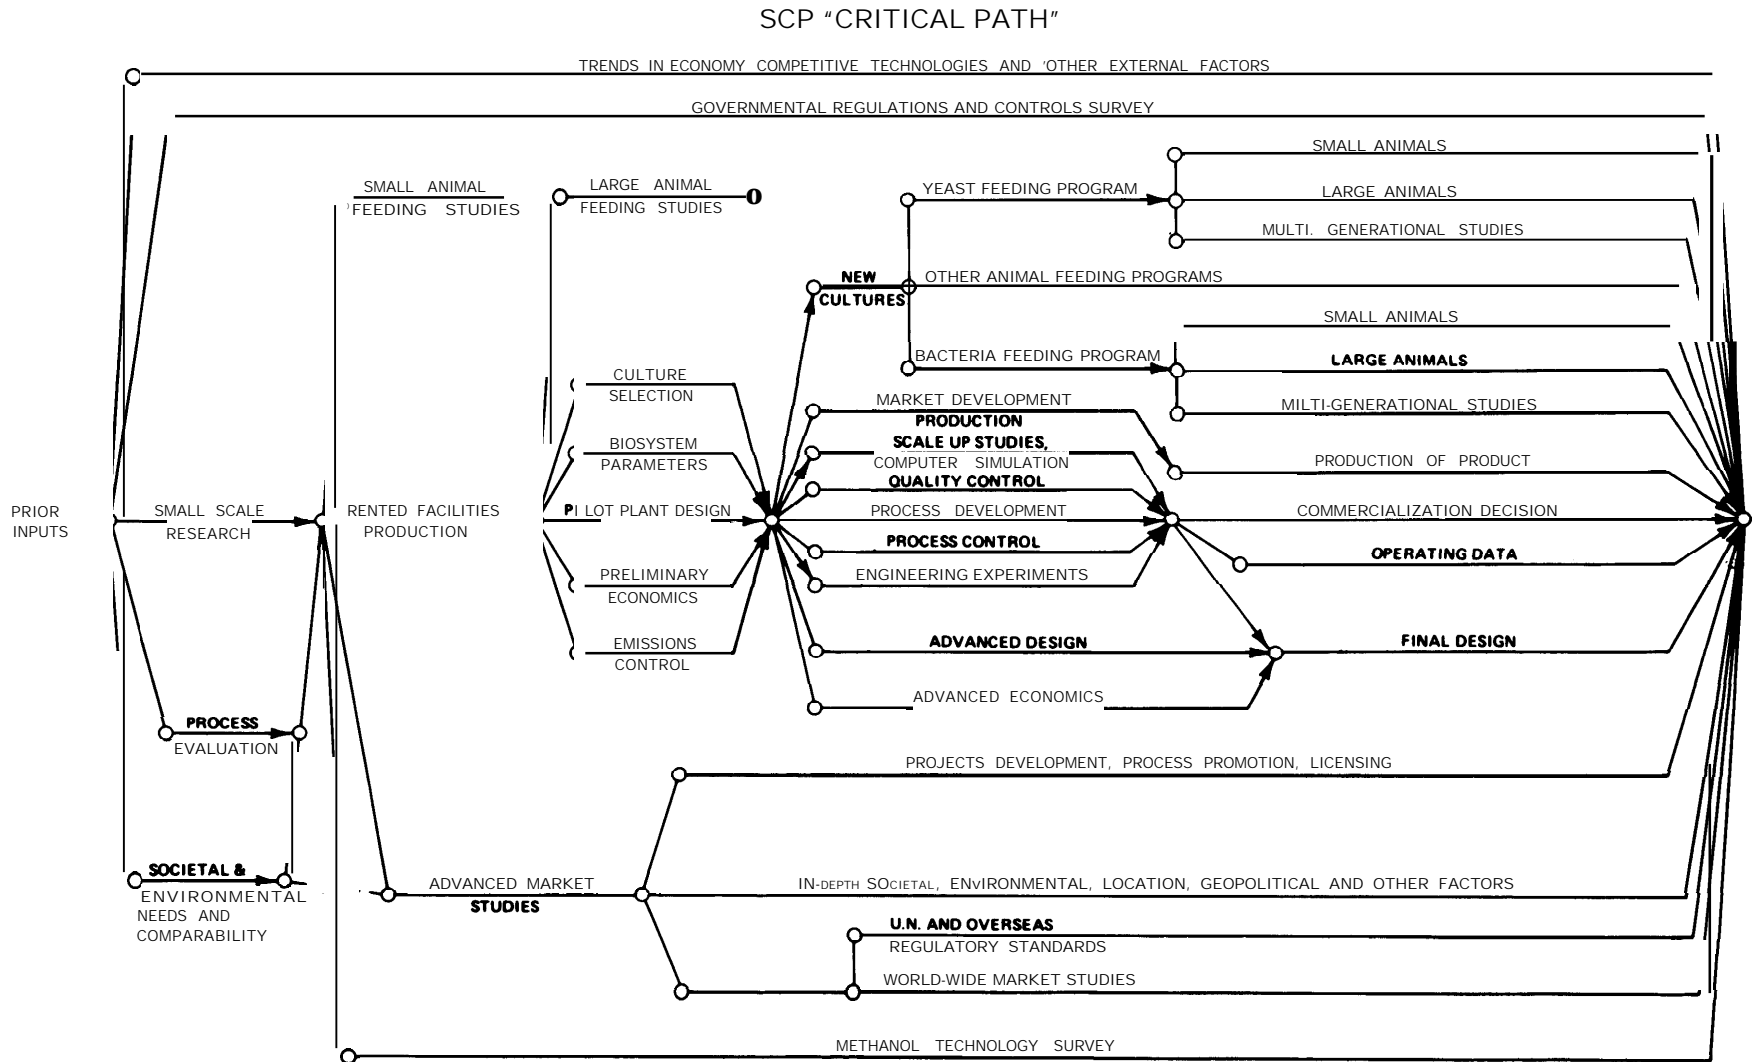 SCP “CRITICAL PATH”
TRENDS IN ECONOMY COMPETITIVE TECHNOLOGIES AND ‘OTHER EXTERNAL FACTORS
GOVERNMENTAL REGULATIONS AND CONTROLS SURVEY
SMALL ANIMAL
FEEDING STUDIES
LARGE ANIMAL
FEEDING STUDIES
YEAST FEEDING PROGRAM
SMALL ANIMALS
LARGE ANIMALS
MULTI. GENERATIONAL STUDIES
NEW
CULTURES
OTHER ANIMAL FEEDING PROGRAMS
SMALL ANIMALS
BACTERIA FEEDING PROGRAM
LARGE ANIMALS
MILTI-GENERATIONAL STUDIES
CULTURE
SELECTION
BIOSYSTEM
PARAMETERS
MARKET DEVELOPMENT
PRODUCTION
SCALE UP STUDIES,
COMPUTER SIMULATION
QUALITY CONTROL
PRODUCTION OF PRODUCT
PRIOR
INPUTS
SMALL SCALE
RESEARCH
RENTED FACILITIES
PRODUCTION
PI LOT PLANT DESIGN
PROCESS DEVELOPMENT
COMMERCIALIZATION DECISION
PROCESS CONTROL
OPERATING DATA
ENGINEERING EXPERIMENTS
PRELIMINARY
ECONOMICS
EMISSIONS
CONTROL
ADVANCED DESIGN
FINAL DESIGN
ADVANCED ECONOMICS
PROCESS
EVALUATION
PROJECTS DEVELOPMENT, PROCESS PROMOTION, LICENSING
SOCIETAL &
ENVIRONMENTAL
NEEDS AND
COMPARABILITY
ADVANCED MARKET
STUDIES
IN-DEPTH SOCIETAL, ENVIRONMENTAL, LOCATION, GEOPOLITICAL AND OTHER FACTORS
U.N. AND OVERSEAS
REGULATORY STANDARDS
WORLD-WIDE MARKET STUDIES
METHANOL TECHNOLOGY SURVEY